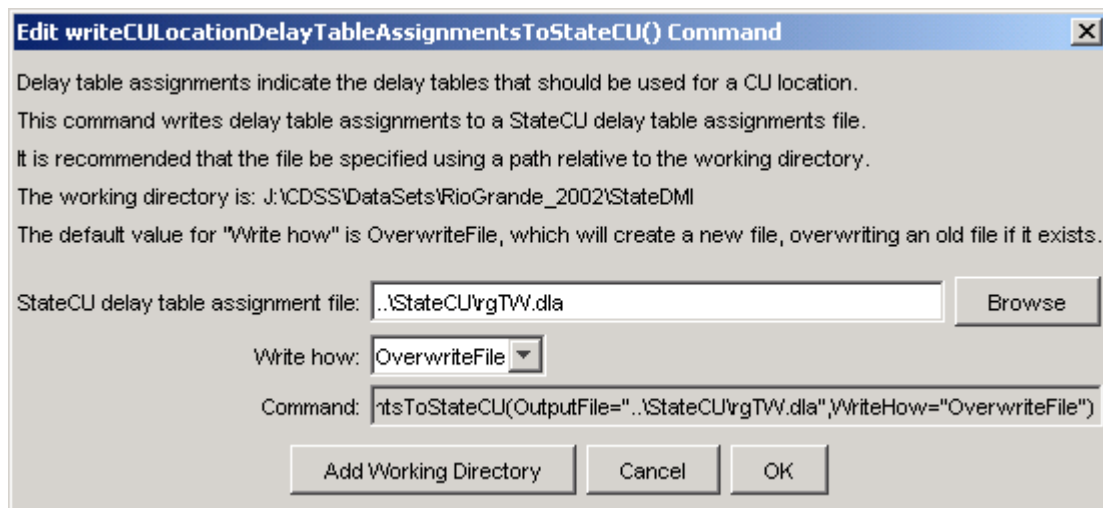 Edit writeCULocationDelayTableAssignmentsToStateCU() Command
Delay table assignments indicate the delay tables that should be used for a CU location.
This command writes delay table assignments to a StateCU delay table assignments file.
It is recommended that the file be specified using a path relative to the working directory.
The working directory is: J:\CDSS\DataSets\RioGrande_2002\StateDMI
The default value for "Write how" is OverwriteFile, which will create a new file, overwriting an old file if it exists.
StateCU delay table assignment file: ..\StateCU\rgTW.dla Browse
Write how: OverwriteFile
Command: ntsToStateCU(OutputFile="..\StateCU\rgTW.dla",WriteHow="OverwriteFile")
Add Working Directory Cancel OK